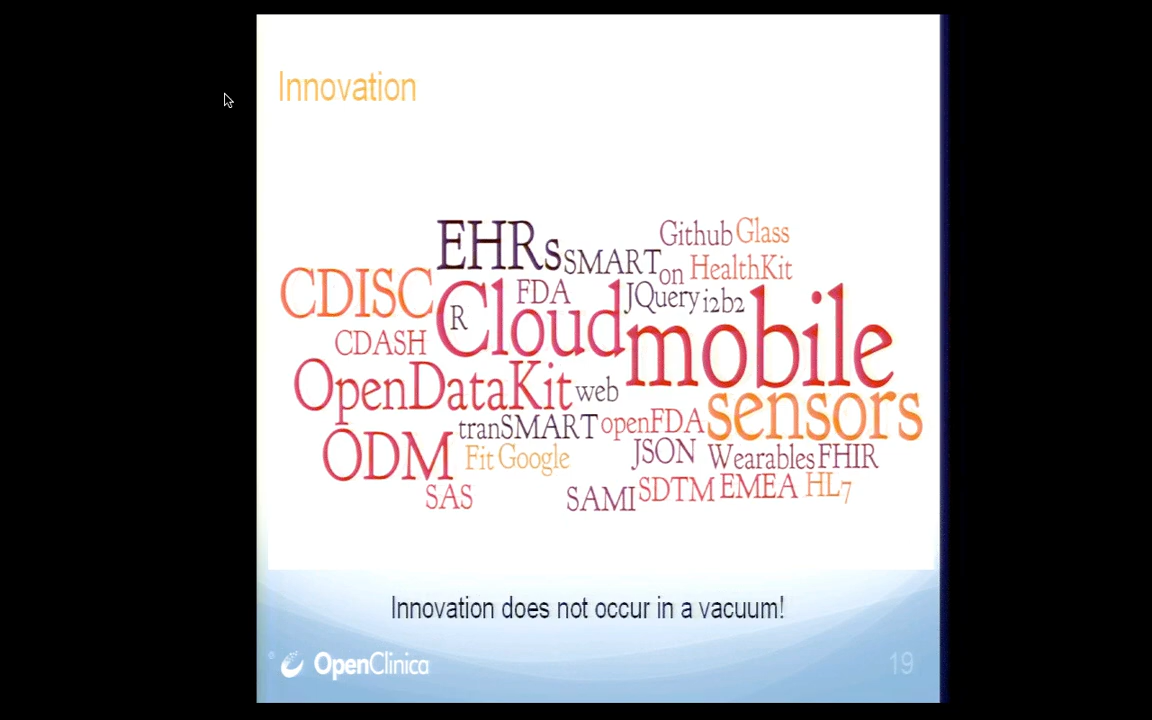 Innovation
EHRs SMART on Github Glass
HealthKit
CDISC R Cloud FDA JQuery i2b2
CDASH mobile
OpenDataKit web sensors
tranSMART openFDA
ODM Fit Google JSON Wearables FHIR
SAS SAMI SDTM EMEA HL7
Innovation does not occur in a vacuum!
OpenClinica
19